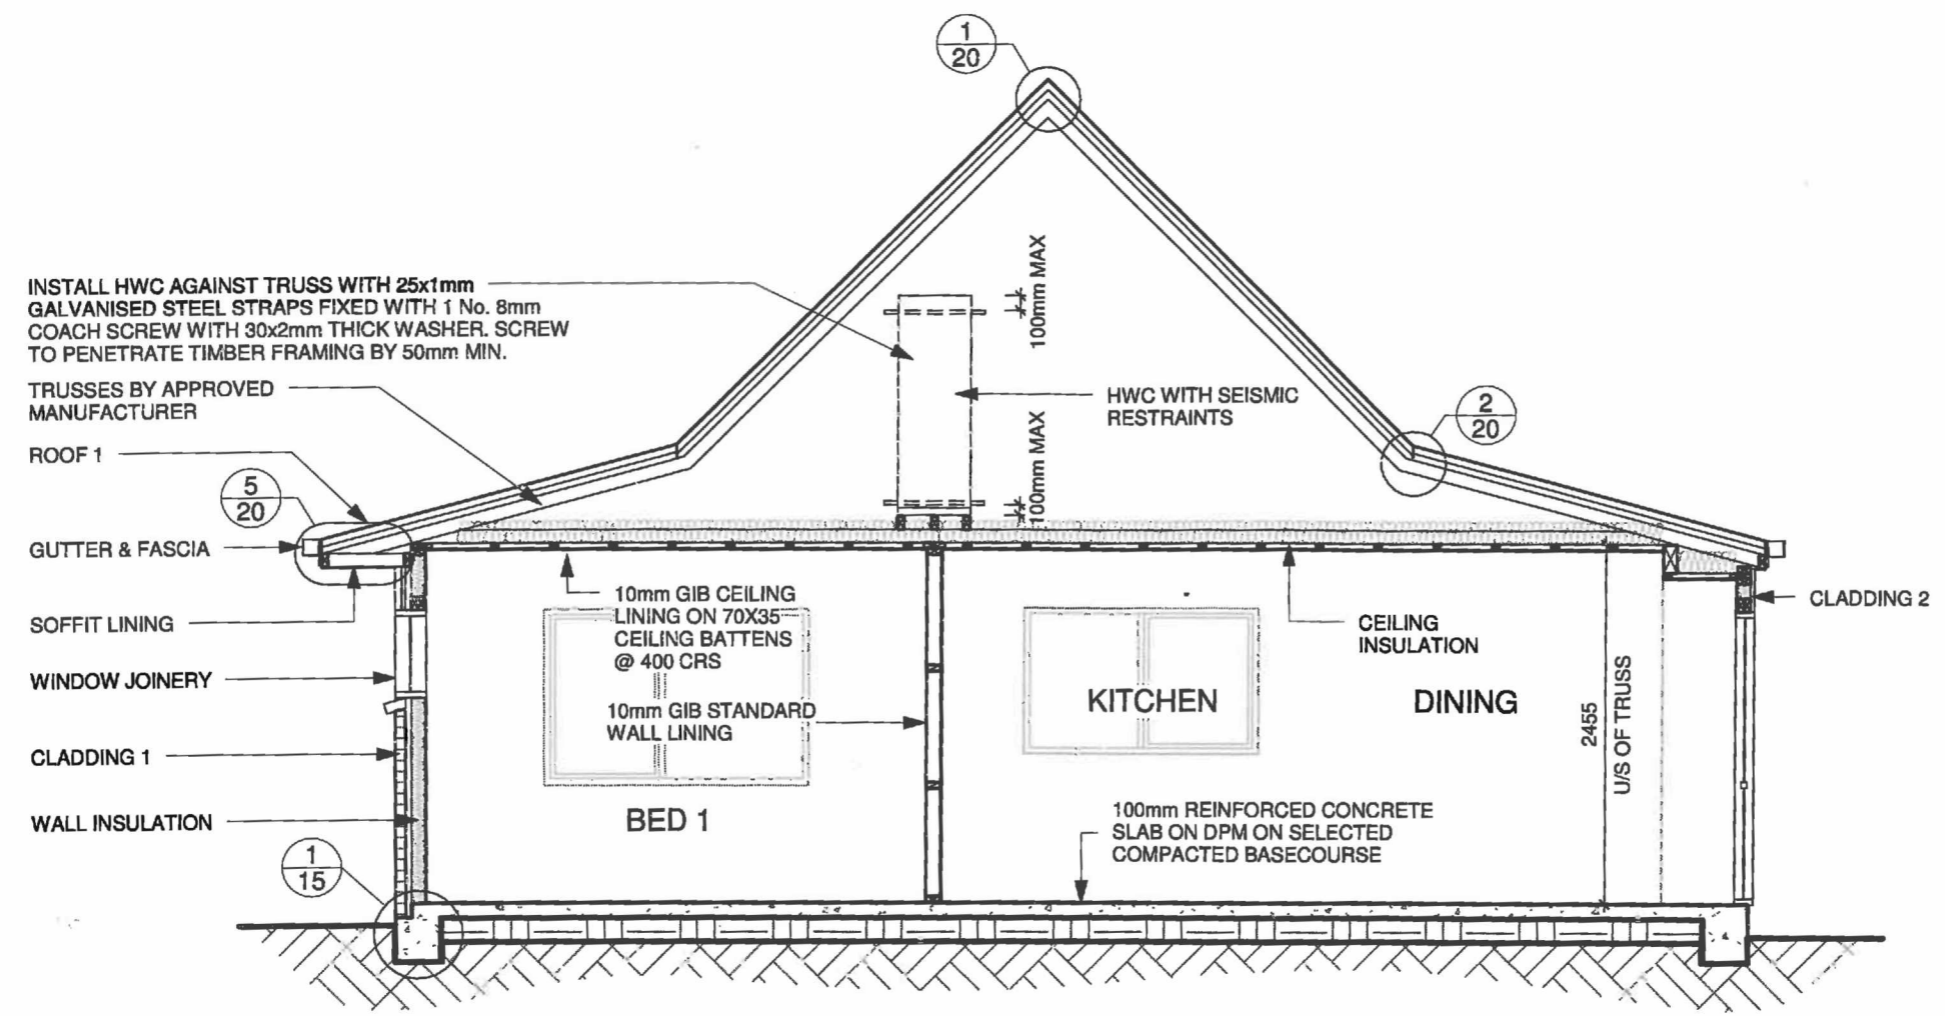 1
20
100mm MAX
INSTALL HWC AGAINST TRUSS WITH 25x1mm
GALVANISED STEEL STRAPS FIXED WITH 1 No. 8mm
COACH SCREW WITH 30x2mm THICK WASHER. SCREW
TO PENETRATE TIMBER FRAMING BY 50mm MIN.
TRUSSES BY APPROVED
MANUFACTURER
HWC WITH SEISMIC
RESTRAINTS
2
20
100mm MAX
ROOF 1
5
20
GUTTER & FASCIA
10mm GIB CEILING
LINING ON 70X35
CEILING BATTENS
@ 400 CRS
CLADDING 2
SOFFIT LINING
CEILING
INSULATION
WINDOW JOINERY
10mm GIB STANDARD
WALL LINING
KITCHEN
DINING
2455
U/S OF TRUSS
CLADDING 1
WALL INSULATION
BED 1
100mm REINFORCED CONCRETE
SLAB ON DPM ON SELECTED
COMPACTED BASECOURSE
1
15